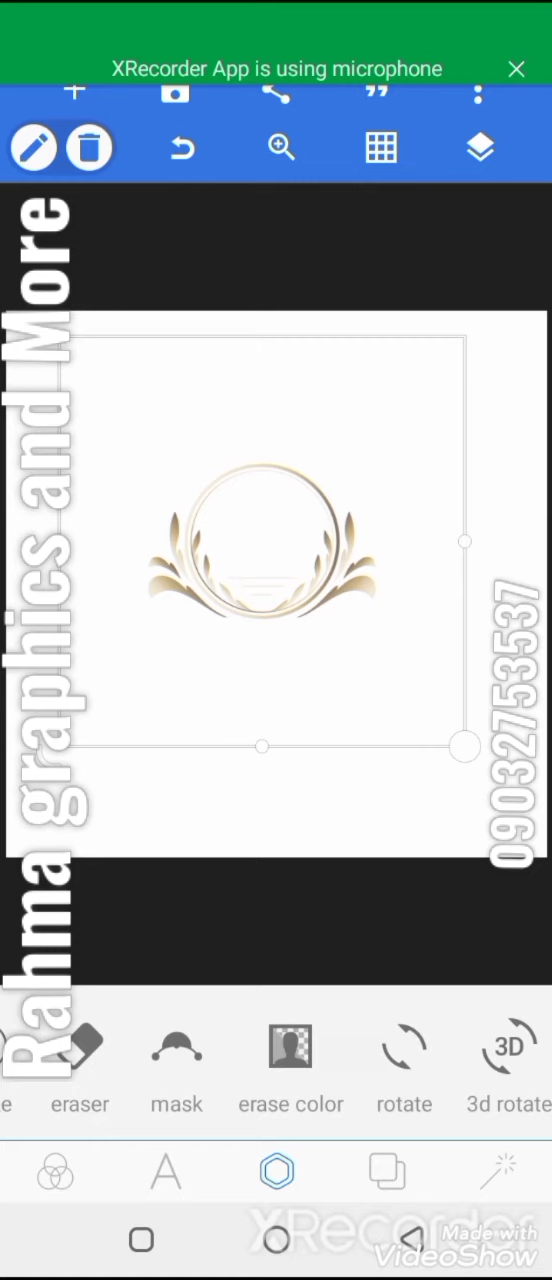 XRecorder App is using microphone
Rahma graphics and More
09032753537
eraser
mask
erase color
rotate
3D
3d rotate
XRecorder
Made with
VideoShow